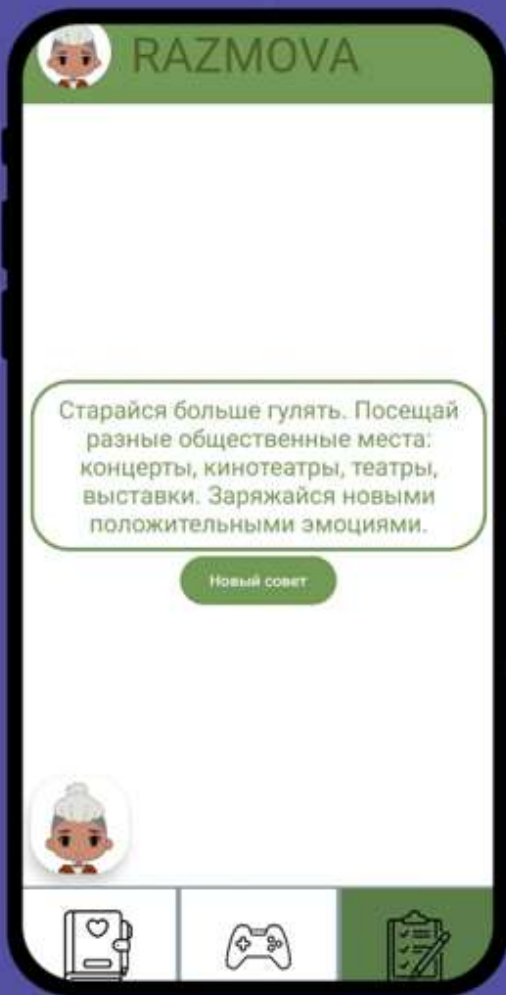 RAZMOVA
Старайся больше гулять. Посещай
разные общественные места:
концерты, кинотеатры, театры,
выставки. Заряжайся новыми
положительными эмоциями.
Новый совет